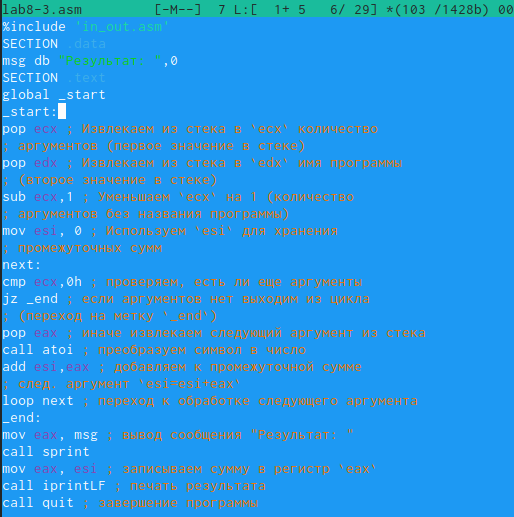 lab8-3.asm [-M--] 7 L:[ 1+ 5 6/ 29] *(103 /1428b) 00
%include 'in_out.asm'
SECTION .data
msg db "Результат: ",0
SECTION .text
global _start
_start:
pop ecx ; Извлекаем из стека в `ecx` количество
; аргументов (первое значение в стеке)
pop edx ; Извлекаем из стека в `edx` имя программы
; (второе значение в стеке)
sub ecx,1 ; Уменьшаем `ecx` на 1 (количество
; аргументов без названия программы)
mov esi, 0 ; Используем `esi` для хранения
; промежуточных сумм
next:
cmp ecx,0h ; проверяем, есть ли еще аргументы
jz _end ; если аргументов нет выходим из цикла
; (переход на метку `_end`)
pop eax ; иначе извлекаем следующий аргумент из стека
call atoi ; преобразуем символ в число
add esi,eax ; добавляем к промежуточной сумме
; след. аргумент `esi=esi+eax`
loop next ; переход к обработке следующего аргумента
_end:
mov eax, msg ; вывод сообщения "Результат: "
call sprint
mov eax, esi ; записываем сумму в регистр `eax`
call iprintLF ; печать результата
call quit ; завершение программы